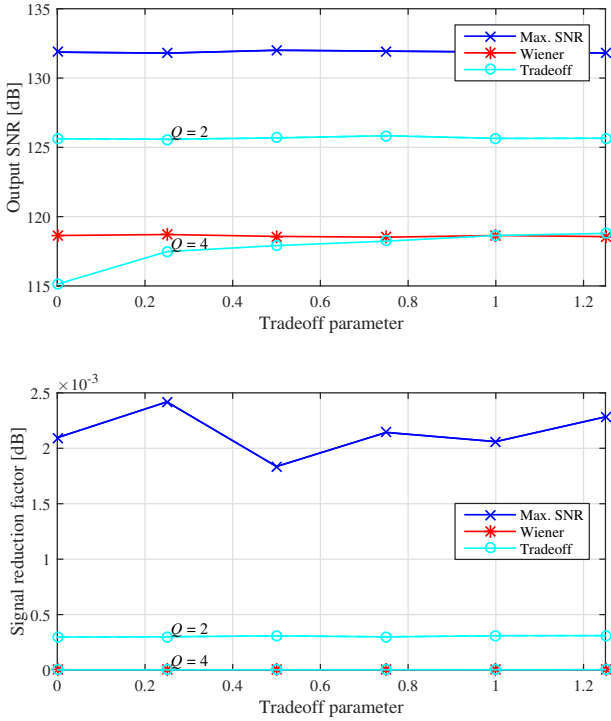 135
130
125
120
115
Output SNR [dB]
Max. SNR
Wiener
Tradeoff
Q = 2
Q = 4
0
0.2
0.4
0.6
0.8
1
1.2
Tradeoff parameter
×10-3
2.5
2
1.5
1
0.5
0
Signal reduction factor [dB]
Max. SNR
Wiener
Tradeoff
Q = 2
Q = 4
0
0.2
0.4
0.6
0.8
1
1.2
Tradeoff parameter